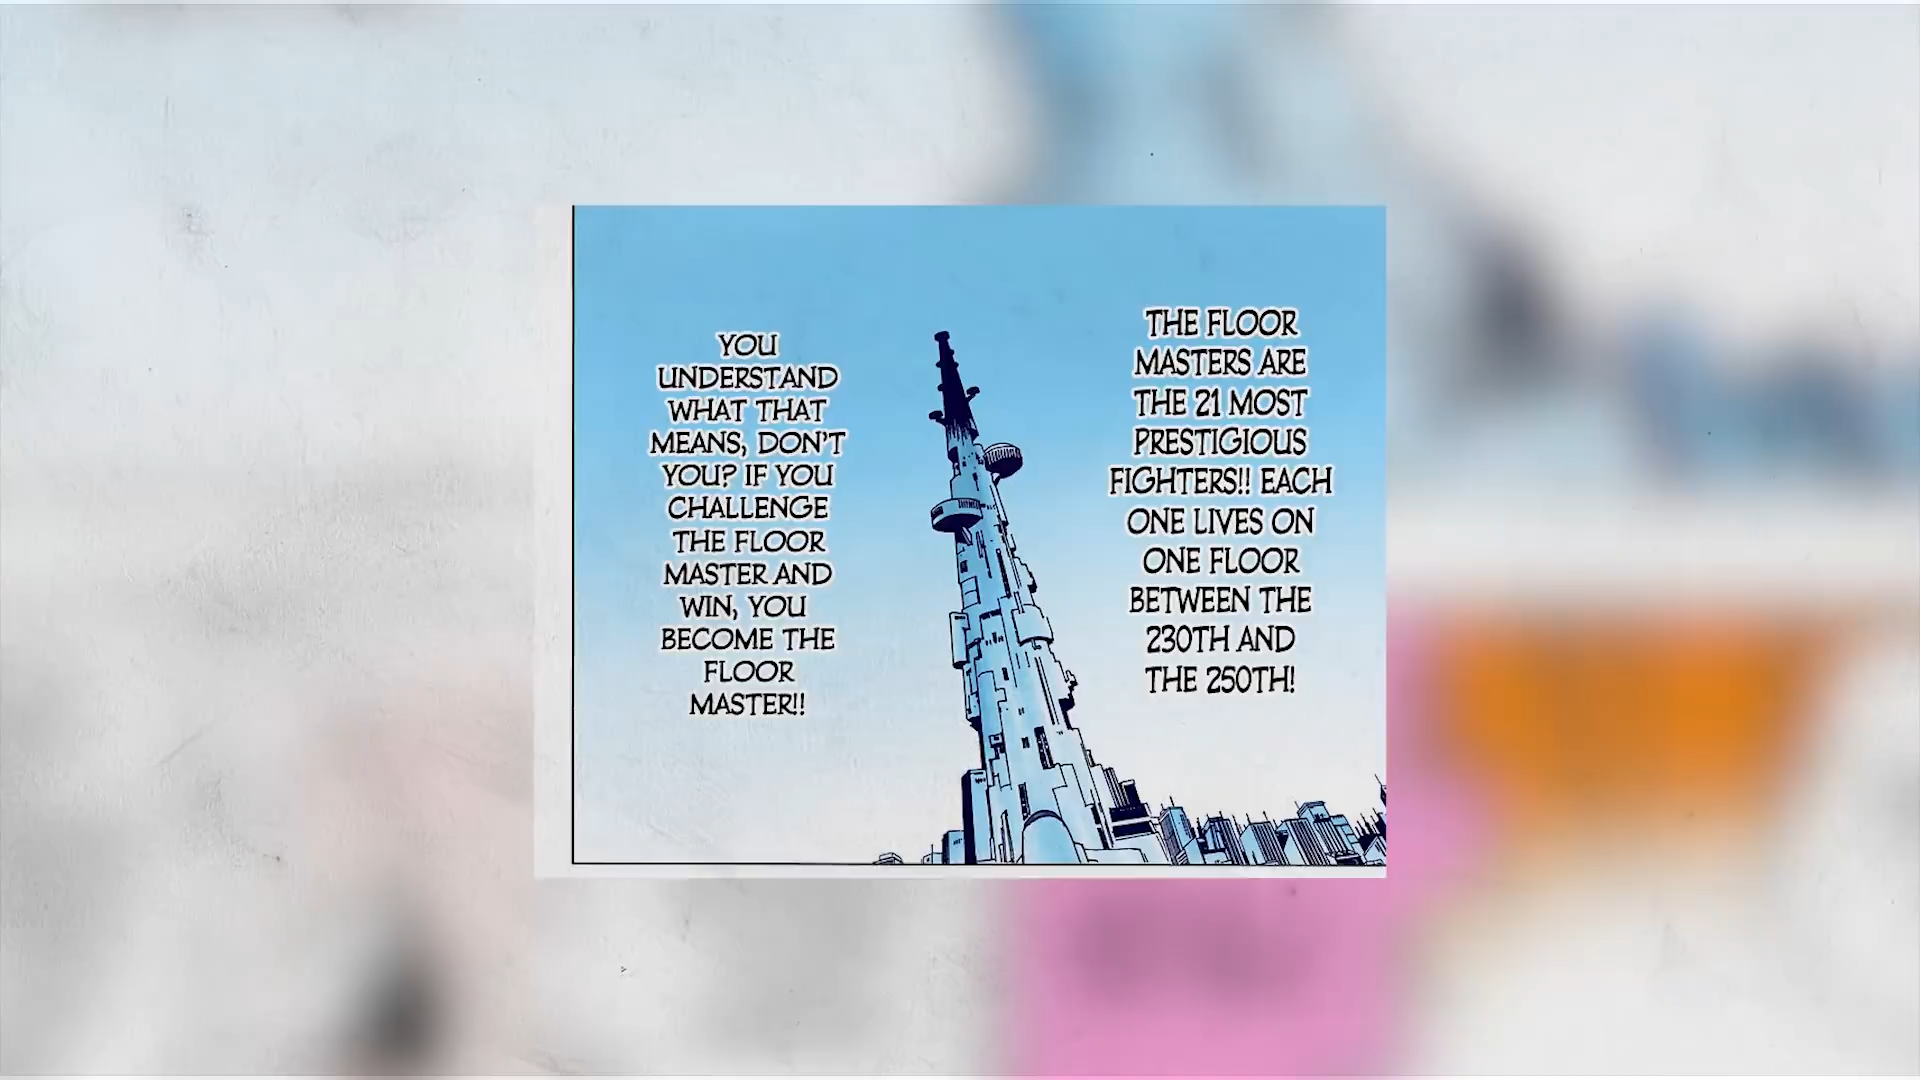 THE FLOOR
MASTERS ARE
THE 21 MOST
PRESTIGIOUS
FIGHTERS!! EACH
ONE LIVES ON
ONE FLOOR
BETWEEN THE
230TH AND
THE 250TH!
YOU
UNDERSTAND
WHAT THAT
MEANS, DON'T
YOU? IF YOU
CHALLENGE
THE FLOOR
MASTER AND
WIN, YOU
BECOME THE
FLOOR
MASTER!!